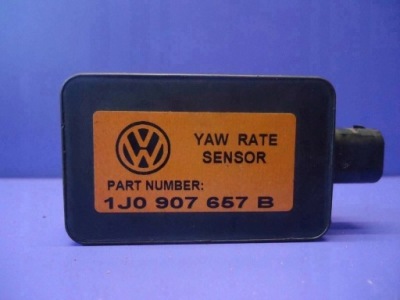 YAW RATE
SENSOR
PART NUMBER:
1J0 907 657 B